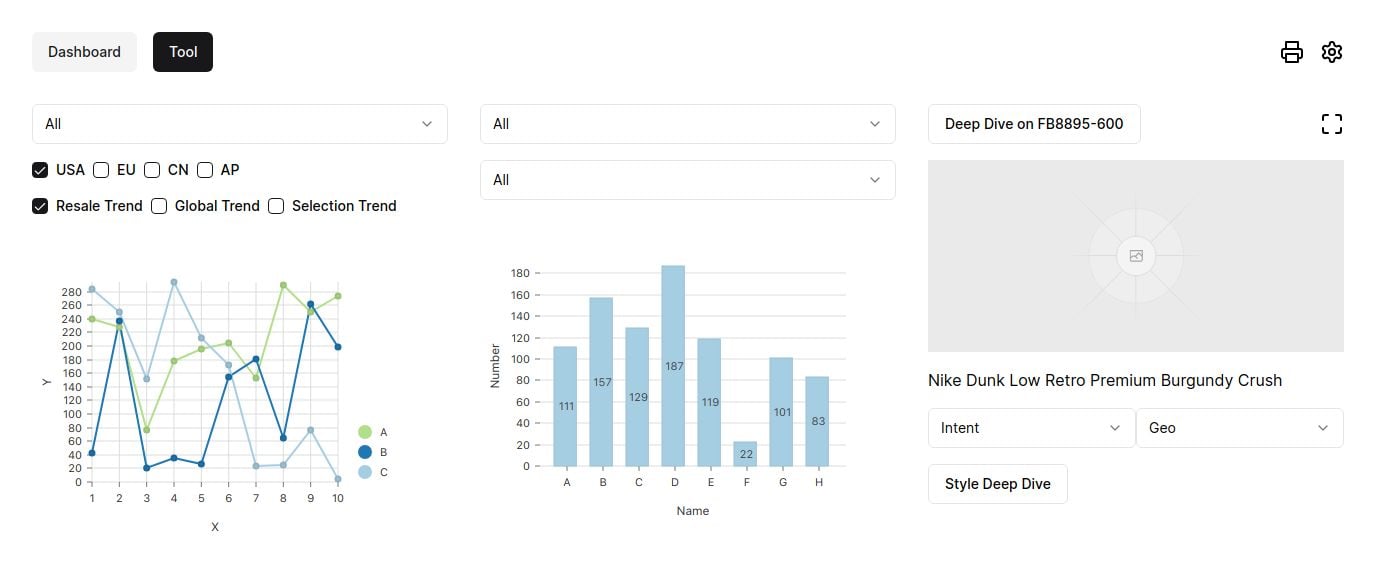 Dashboard Tool
All
USA EU CN AP
Resale Trend Global Trend Selection Trend
280
260
240
220
200
180
160
140
120
100
80
60
40
20
0
Y
1 2 3 4 5 6 7 8 9 10
X
A
B
C
All
All
180
160
140
120
100
80
60
40
20
0
Number
111 157 129 187 119 22 101 83
A B C D E F G H
Name
Deep Dive on FB8895-600
Nike Dunk Low Retro Premium Burgundy Crush
Intent Geo
Style Deep Dive